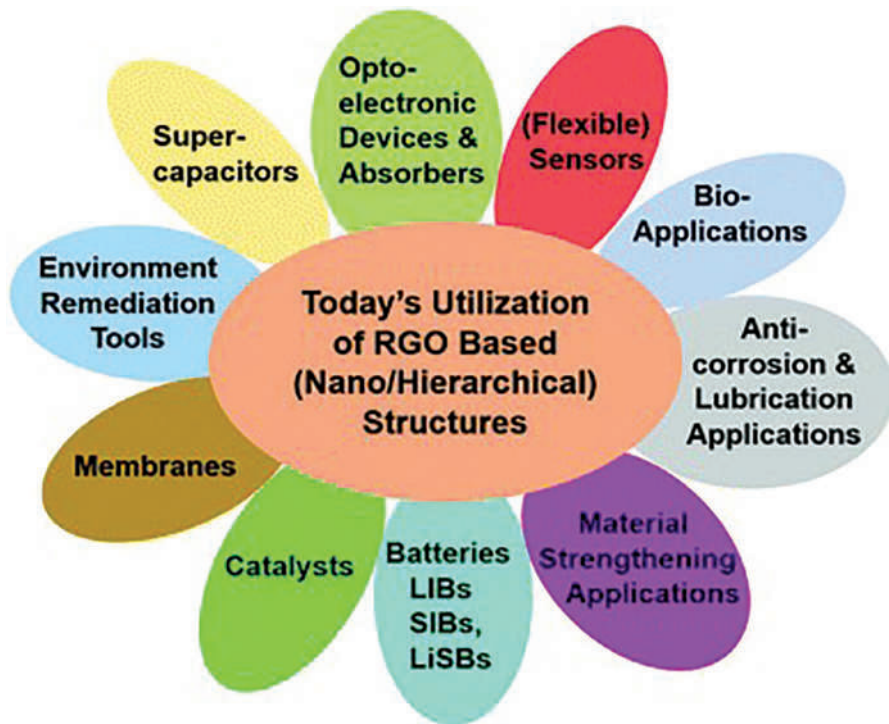 Today's Utilization
of RGO Based
(Nano/Hierarchical)
Structures
Opto-
electronic
Devices &
Absorbers
(Flexible)
Sensors
Bio-
Applications
Anti-
corrosion &
Lubrication
Applications
Material
Strengthening
Applications
Batteries
LIBs
SIBs,
LiSBs
Catalysts
Membranes
Environment
Remediation
Tools
Super-
capacitors